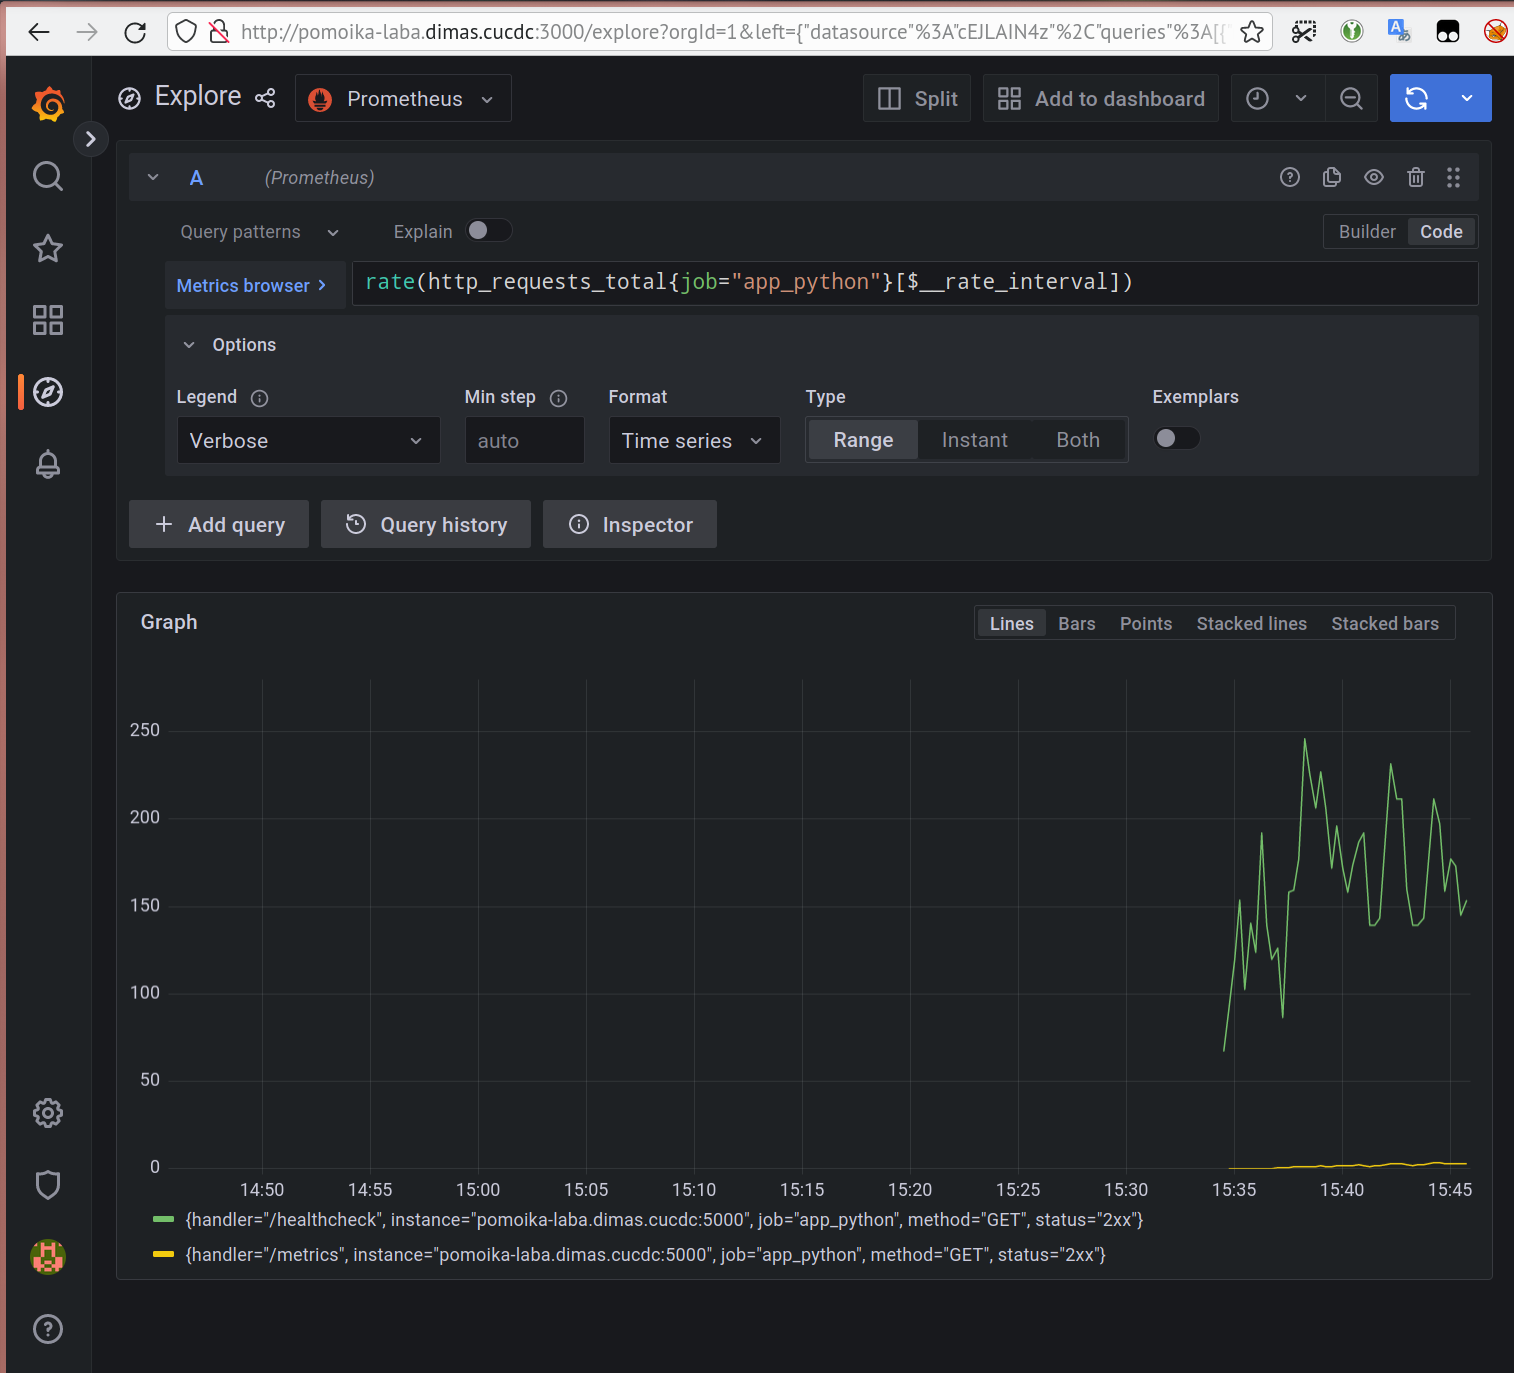 http://pomoika-laba.dimas.cucdc:3000/explore?orgId=1&left={"datasource"%3A"cEJLAIN4z"%2C"queries"%3A[{
Explore Prometheus Split Add to dashboard
A (Prometheus)
Query patterns Explain Builder Code
Metrics browser > rate(http_requests_total{job="app_python"}[$__rate_interval])
Options
Legend Min step Format Type Exemplars
Verbose auto Time series Range Instant Both
+ Add query Query history Inspector
Graph Lines Bars Points Stacked lines Stacked bars
250
200
150
100
50
0
14:50 14:55 15:00 15:05 15:10 15:15 15:20 15:25 15:30 15:35 15:40 15:45
{handler="/healthcheck", instance="pomoika-laba.dimas.cucdc:5000", job="app_python", method="GET", status="2xx"}
{handler="/metrics", instance="pomoika-laba.dimas.cucdc:5000", job="app_python", method="GET", status="2xx"}